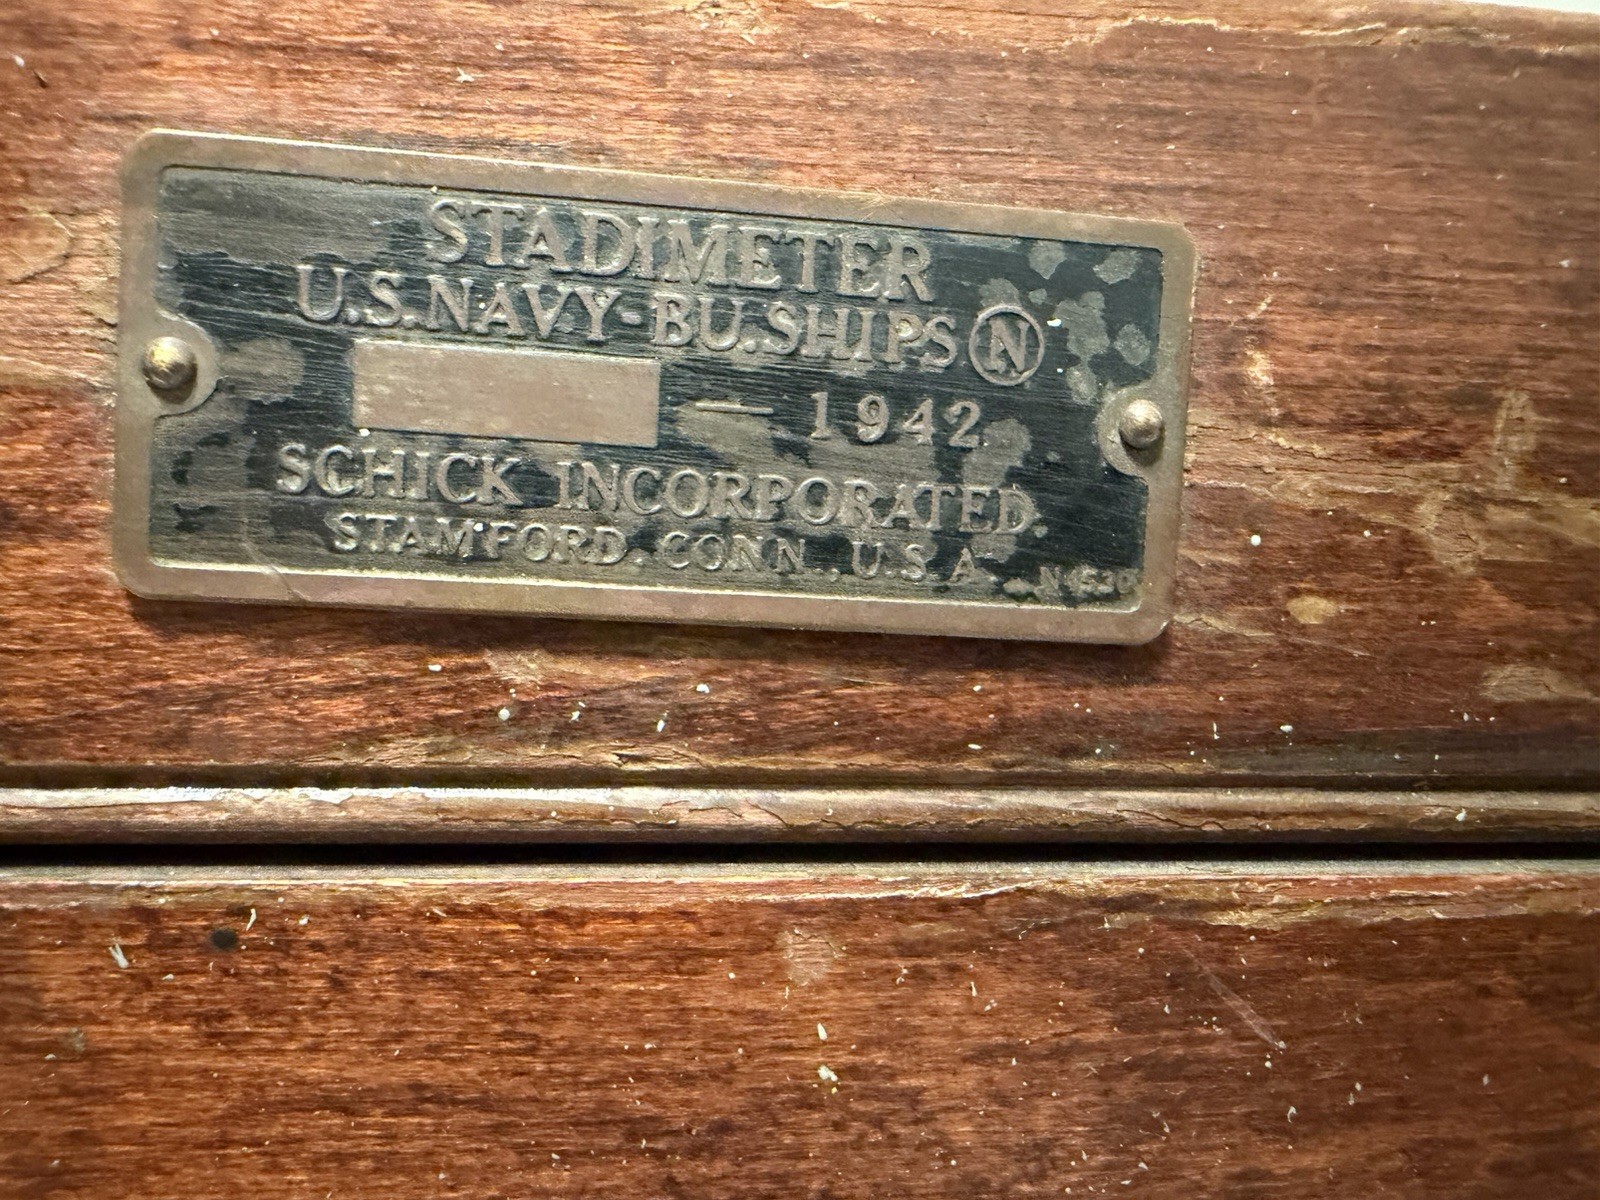 STADIMETER
U.S. NAVY-BU. SHIPS N
— 1942
SCHICK INCORPORATED.
STAMFORD. CONN., U.S.A.